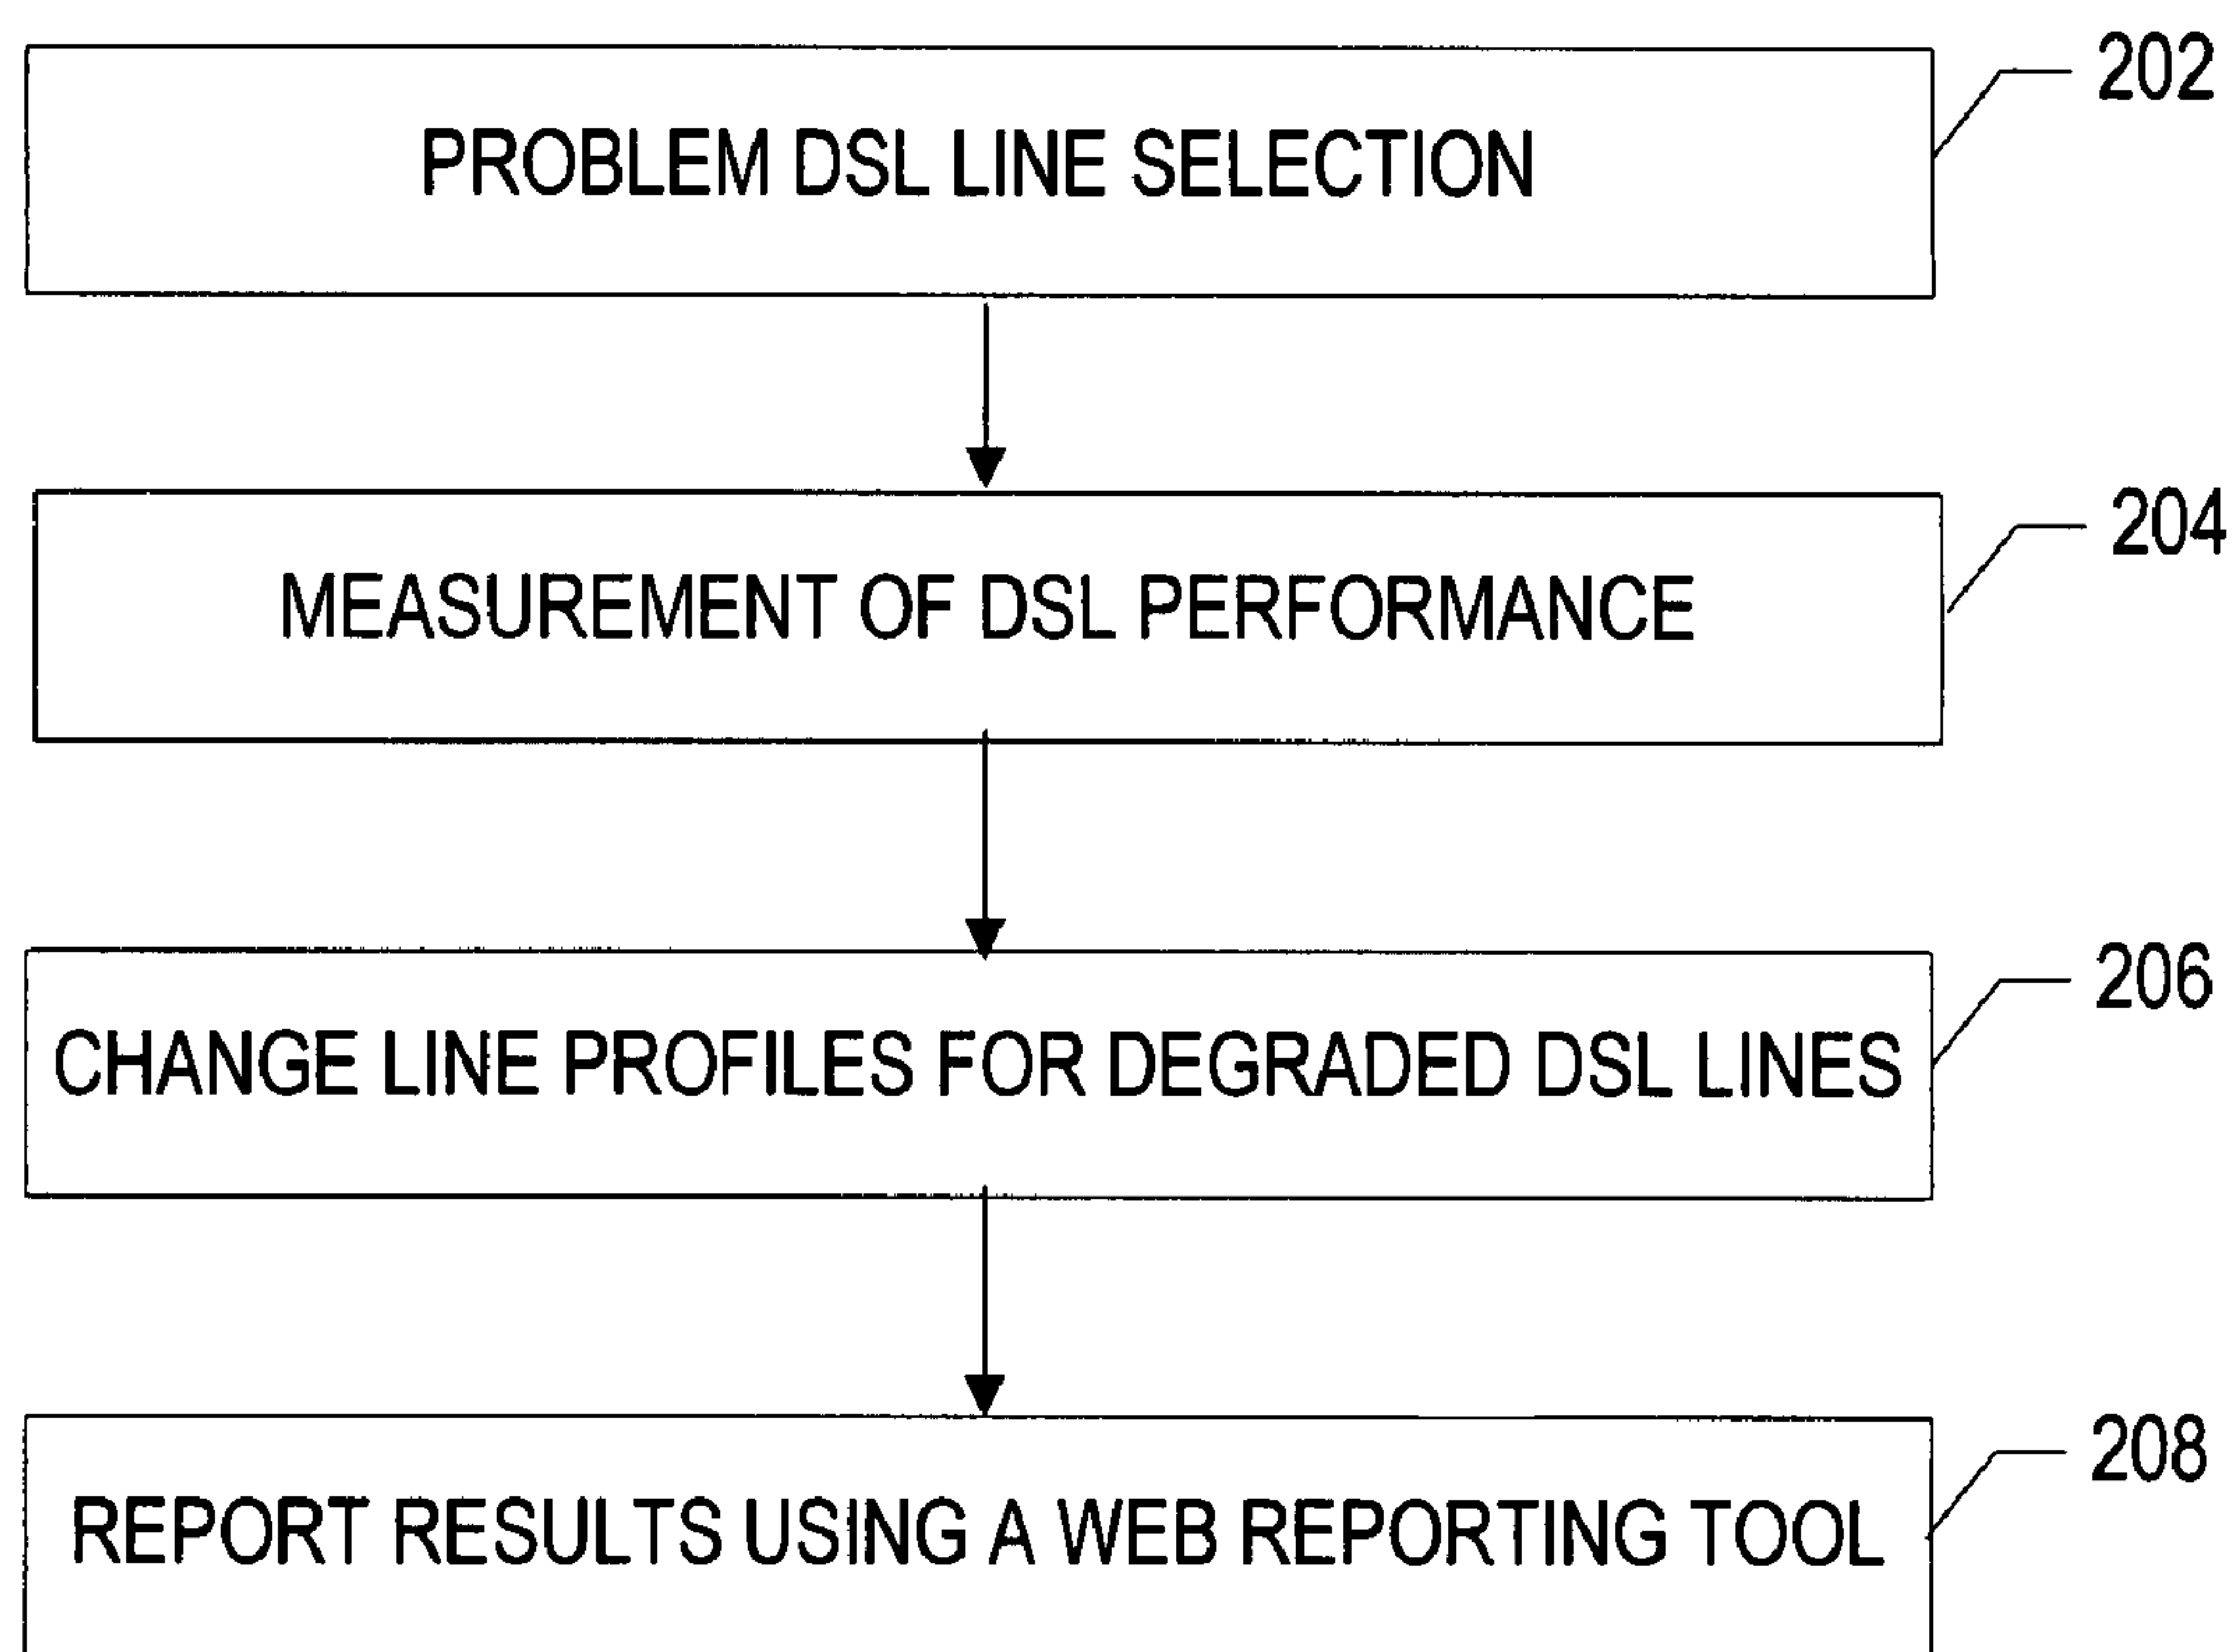 202
PROBLEM DSL LINE SELECTION
204
MEASUREMENT OF DSL PERFORMANCE
206
CHANGE LINE PROFILES FOR DEGRADED DSL LINES
208
REPORT RESULTS USING A WEB REPORTING TOOL